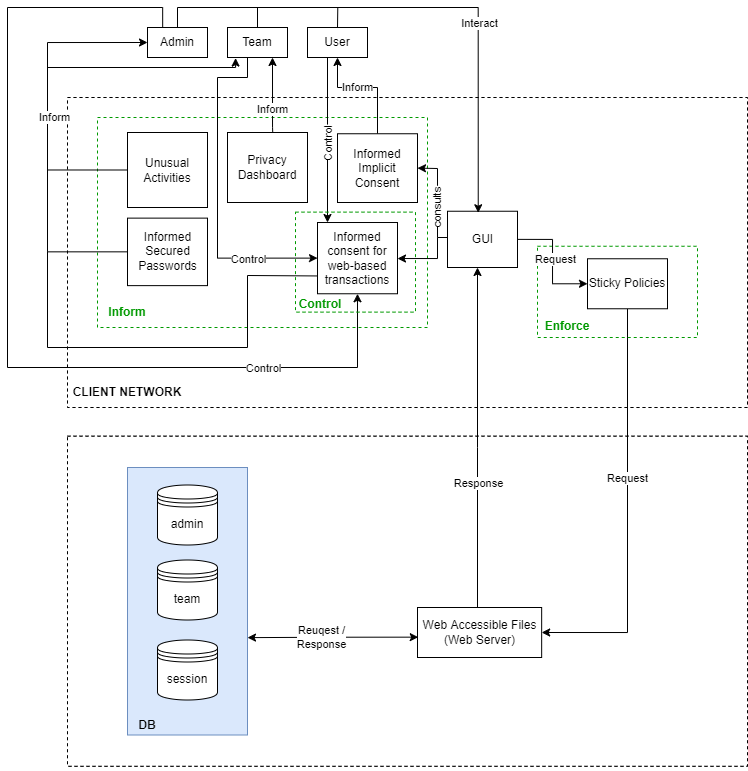 Interact
Admin
Team
User
Inform
Inform
Inform
Unusual
Activities
Privacy
Dashboard
Control
Informed
Implicit
Consent
consults
Informed
Secured
Passwords
Control
Informed
consent for
web-based
transactions
GUI
Request
Sticky Policies
Inform
Control
Enforce
Control
CLIENT NETWORK
Response
Request
admin
team
session
DB
Reuqest /
Response
Web Accessible Files
(Web Server)